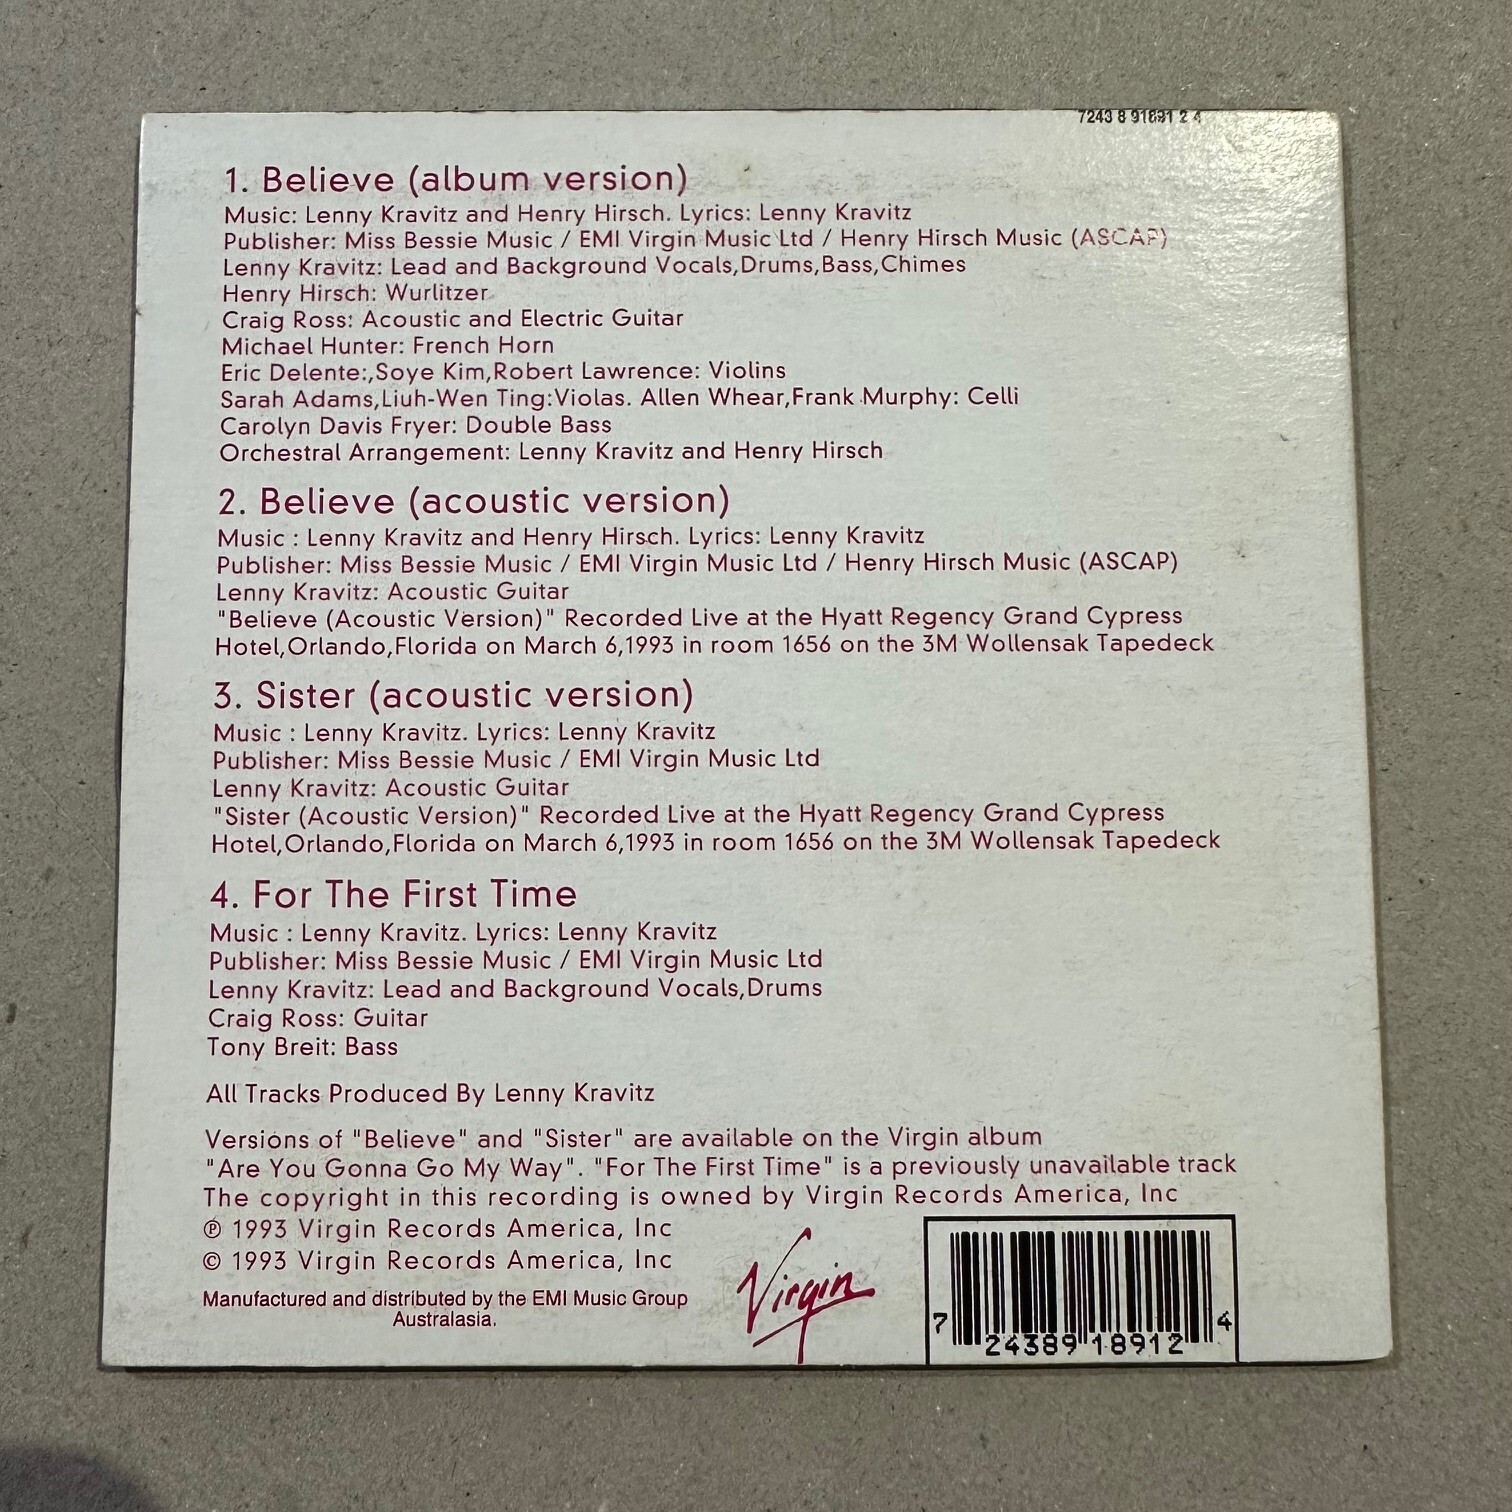 7243 8 91891 2 4
1. Believe (album version)
Music: Lenny Kravitz and Henry Hirsch. Lyrics: Lenny Kravitz
Publisher: Miss Bessie Music / EMI Virgin Music Ltd / Henry Hirsch Music (ASCAP)
Lenny Kravitz: Lead and Background Vocals,Drums,Bass,Chimes
Henry Hirsch: Wurlitzer
Craig Ross: Acoustic and Electric Guitar
Michael Hunter: French Horn
Eric Delente:,Soye Kim,Robert Lawrence: Violins
Sarah Adams,Liuh-Wen Ting:Violas. Allen Whear,Frank Murphy: Celli
Carolyn Davis Fryer: Double Bass
Orchestral Arrangement: Lenny Kravitz and Henry Hirsch
2. Believe (acoustic version)
Music : Lenny Kravitz and Henry Hirsch. Lyrics: Lenny Kravitz
Publisher: Miss Bessie Music / EMI Virgin Music Ltd / Henry Hirsch Music (ASCAP)
Lenny Kravitz: Acoustic Guitar
"Believe (Acoustic Version)" Recorded Live at the Hyatt Regency Grand Cypress
Hotel,Orlando,Florida on March 6,1993 in room 1656 on the 3M Wollensak Tapedeck
3. Sister (acoustic version)
Music : Lenny Kravitz. Lyrics: Lenny Kravitz
Publisher: Miss Bessie Music / EMI Virgin Music Ltd
Lenny Kravitz: Acoustic Guitar
"Sister (Acoustic Version)" Recorded Live at the Hyatt Regency Grand Cypress
Hotel,Orlando,Florida on March 6,1993 in room 1656 on the 3M Wollensak Tapedeck
4. For The First Time
Music : Lenny Kravitz. Lyrics: Lenny Kravitz
Publisher: Miss Bessie Music / EMI Virgin Music Ltd
Lenny Kravitz: Lead and Background Vocals,Drums
Craig Ross: Guitar
Tony Breit: Bass
All Tracks Produced By Lenny Kravitz
Versions of "Believe" and "Sister" are available on the Virgin album
"Are You Gonna Go My Way". "For The First Time" is a previously unavailable track
The copyright in this recording is owned by Virgin Records America, Inc
℗ 1993 Virgin Records America, Inc
© 1993 Virgin Records America, Inc
Manufactured and distributed by the EMI Music Group
Australasia.
Virgin
7 24389 18912 4